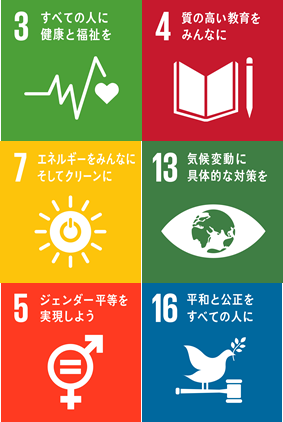 3 すべての人に
健康と福祉を
4 質の高い教育を
みんなに
7 エネルギーをみんなに
そしてクリーンに
13 気候変動に
具体的な対策を
5 ジェンダー平等を
実現しよう
16 平和と公正を
すべての人に